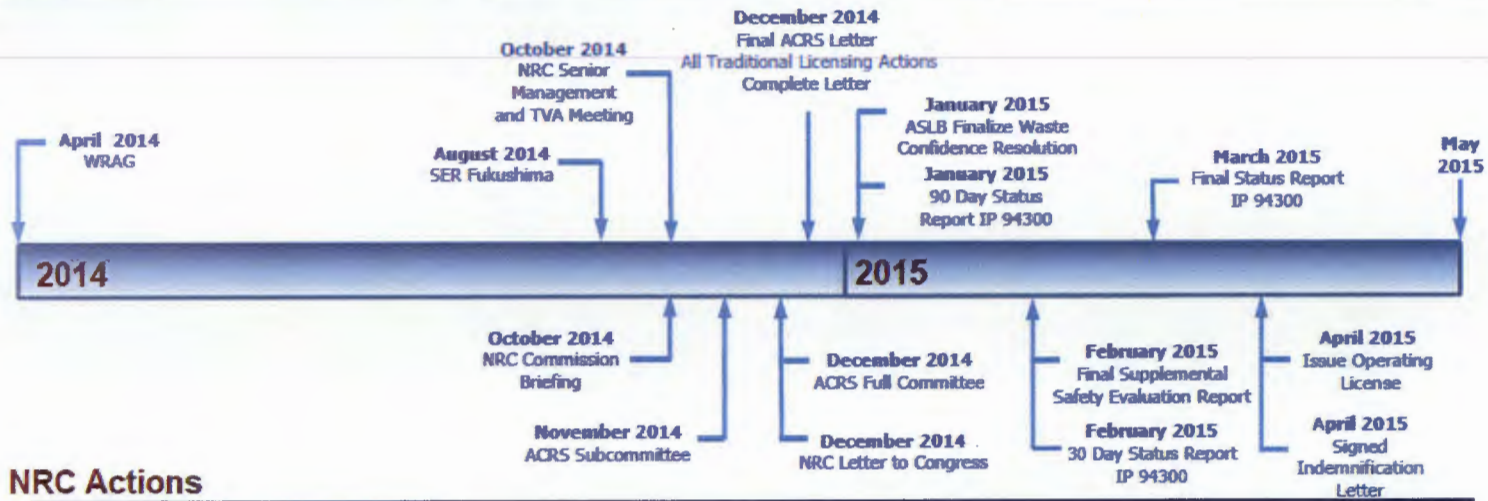 December 2014
Final ACRS Letter
All Traditional Licensing Actions
Complete Letter
October 2014
NRC Senior
Management
and TVA Meeting
January 2015
ASLB Finalize Waste
Confidence Resolution
April 2014
WRAG
August 2014
SER Fukushima
January 2015
90 Day Status
Report IP 94300
March 2015
Final Status Report
IP 94300
May
2015
2014
2015
October 2014
NRC Commission
Briefing
November 2014
ACRS Subcommittee
December 2014
ACRS Full Committee
December 2014
NRC Letter to Congress
February 2015
Final Supplemental
Safety Evaluation Report
February 2015
30 Day Status Report
IP 94300
April 2015
Issue Operating
License
April 2015
Signed
Indemnification
Letter
NRC Actions